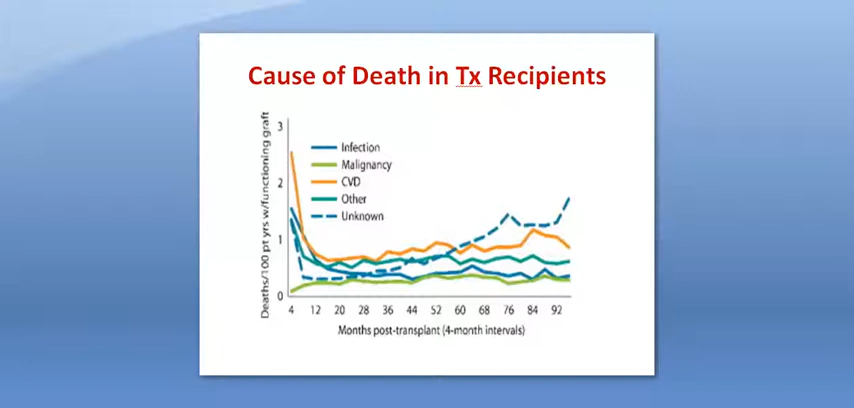 Cause of Death in Tx Recipients
Deaths/100 pt yrs w/functioning graft
3
2
1
0
Infection
Malignancy
CVD
Other
Unknown
4 12 20 28 36 44 52 60 68 76 84 92
Months post-transplant (4-month intervals)